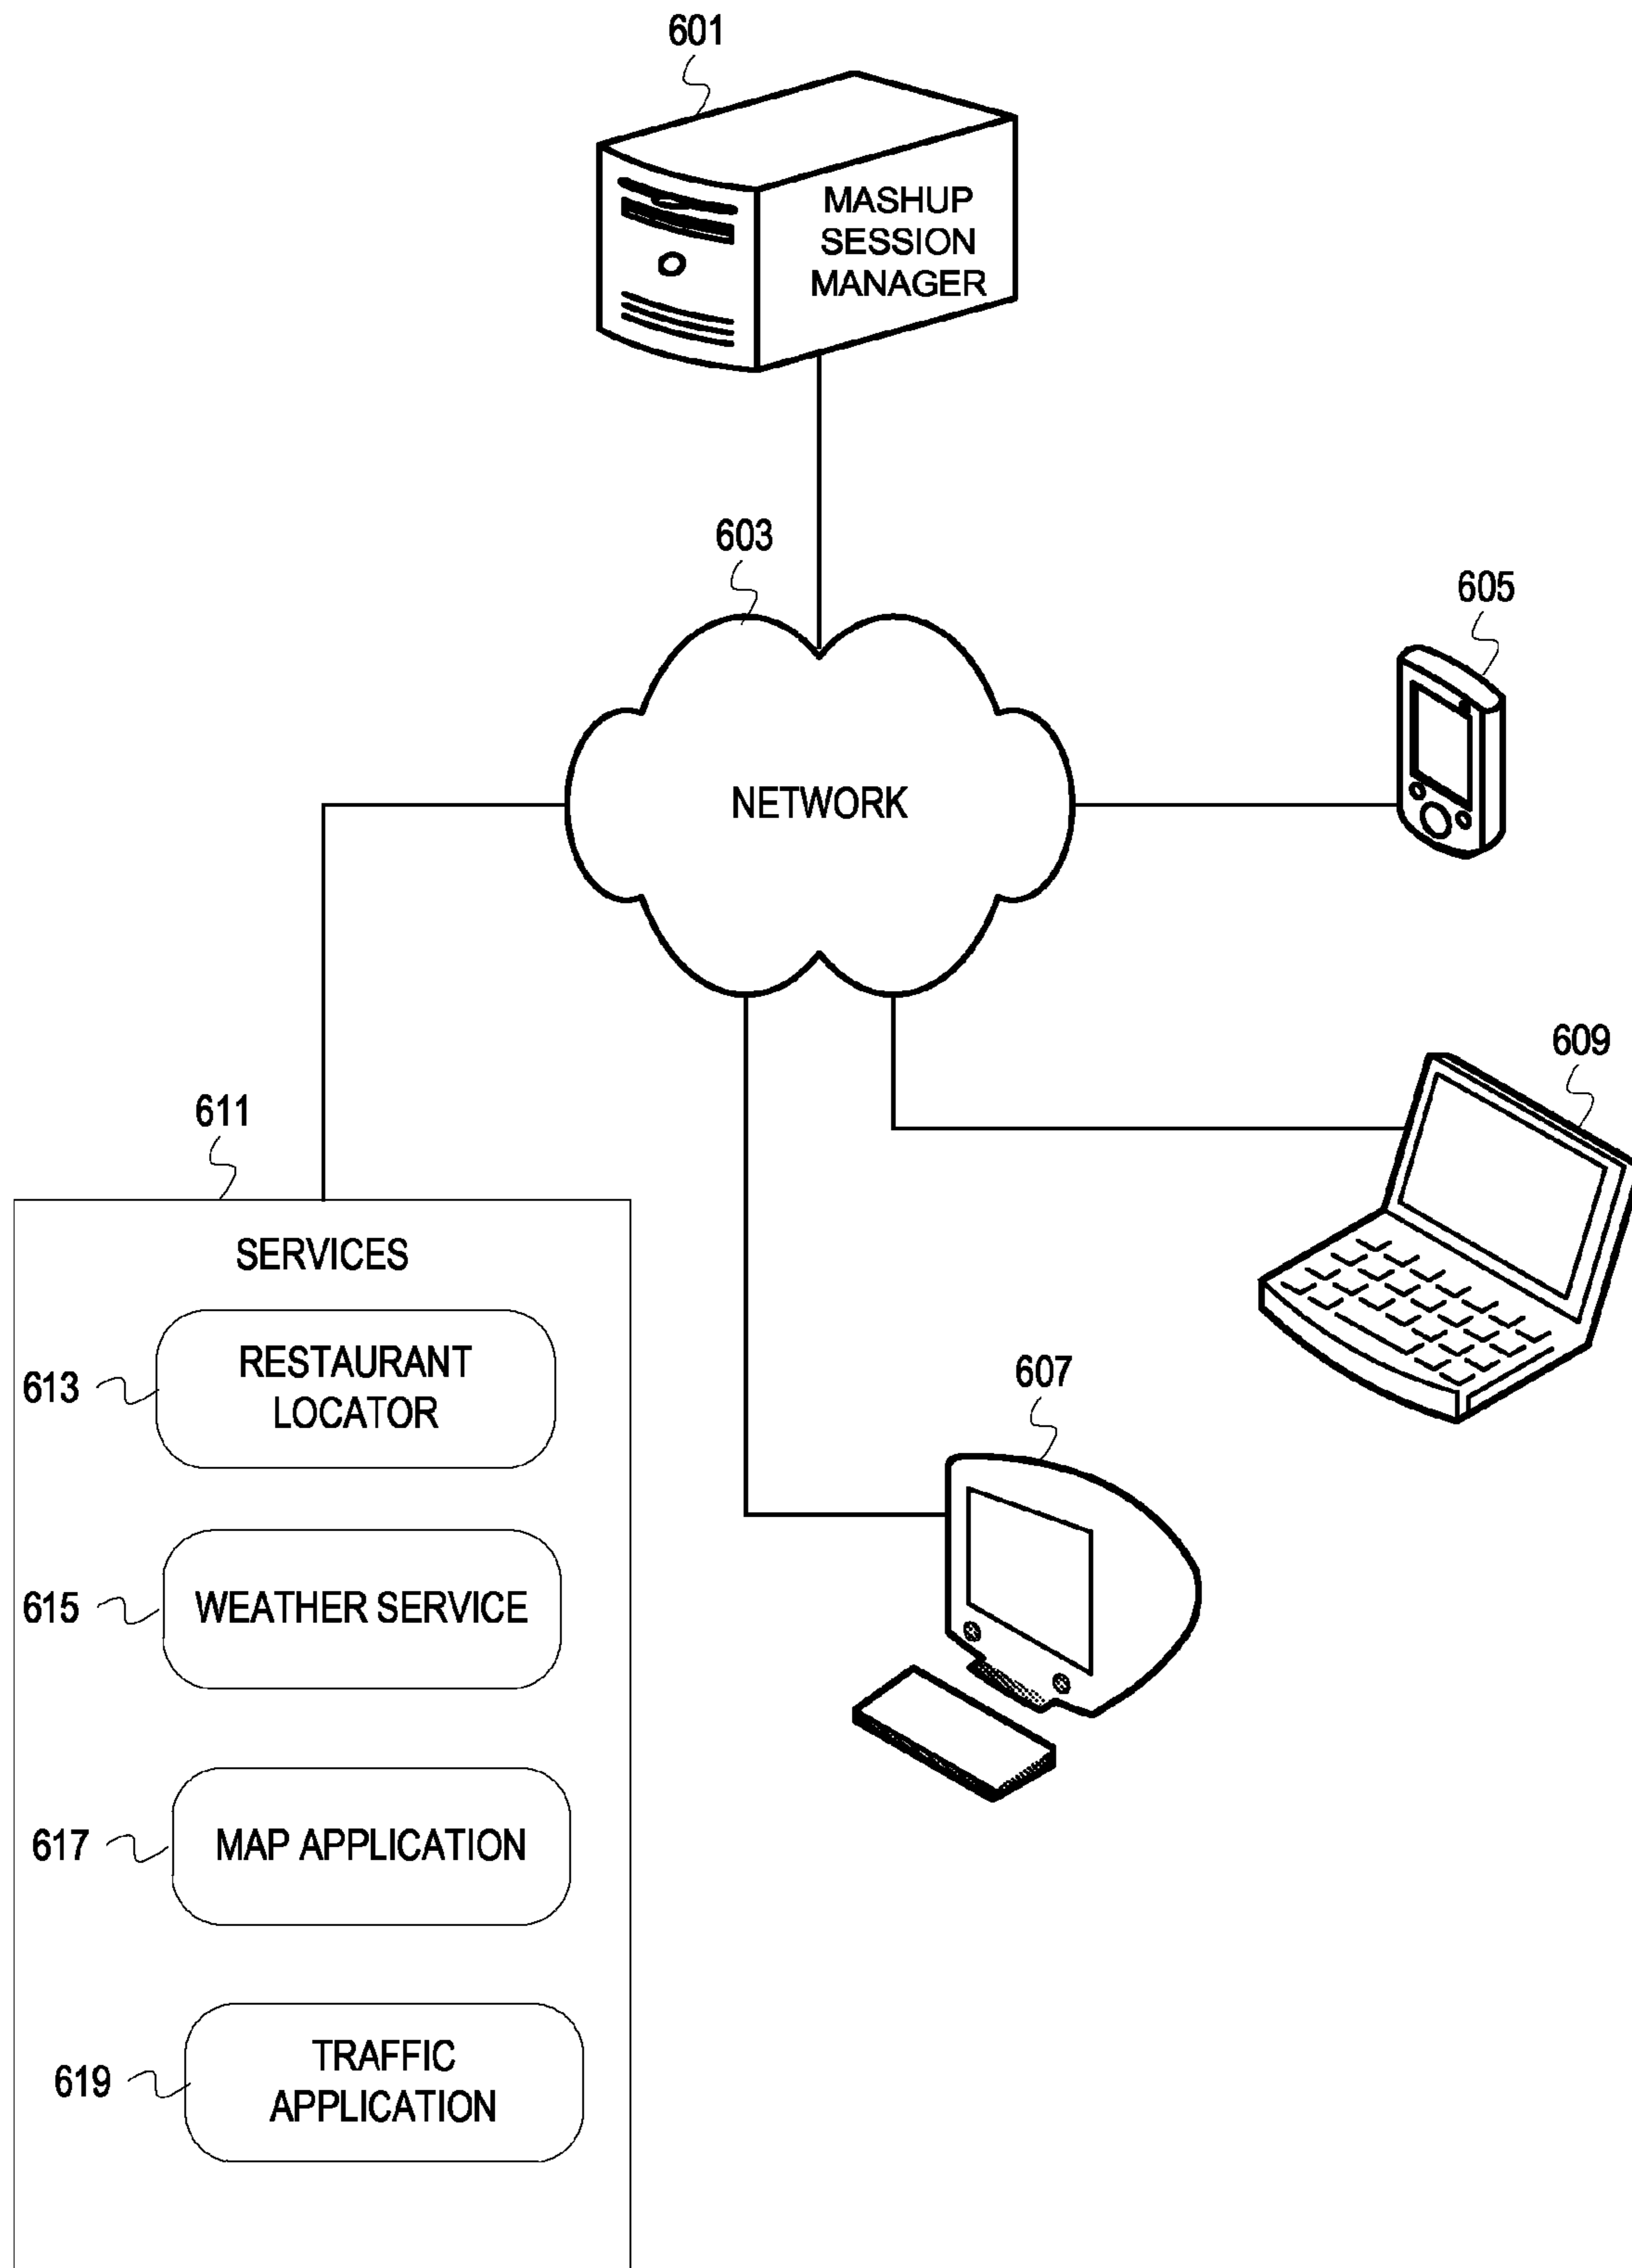 601
MASHUP
SESSION
MANAGER
603
605
NETWORK
609
611
SERVICES
RESTAURANT
LOCATOR
613
607
615
WEATHER SERVICE
617
MAP APPLICATION
TRAFFIC
APPLICATION
619